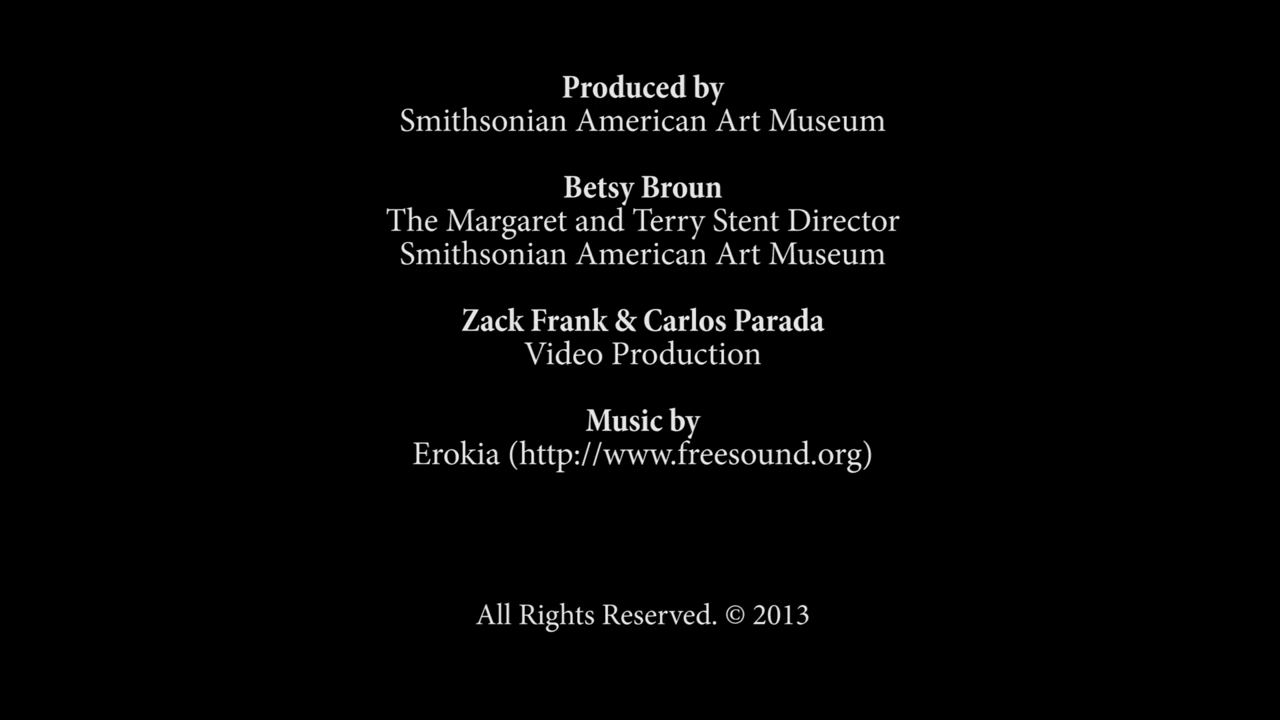 Produced by
Smithsonian American Art Museum
Betsy Broun
The Margaret and Terry Stent Director
Smithsonian American Art Museum
Zack Frank & Carlos Parada
Video Production
Music by
Erokia (http://www.freesound.org)
All Rights Reserved. © 2013